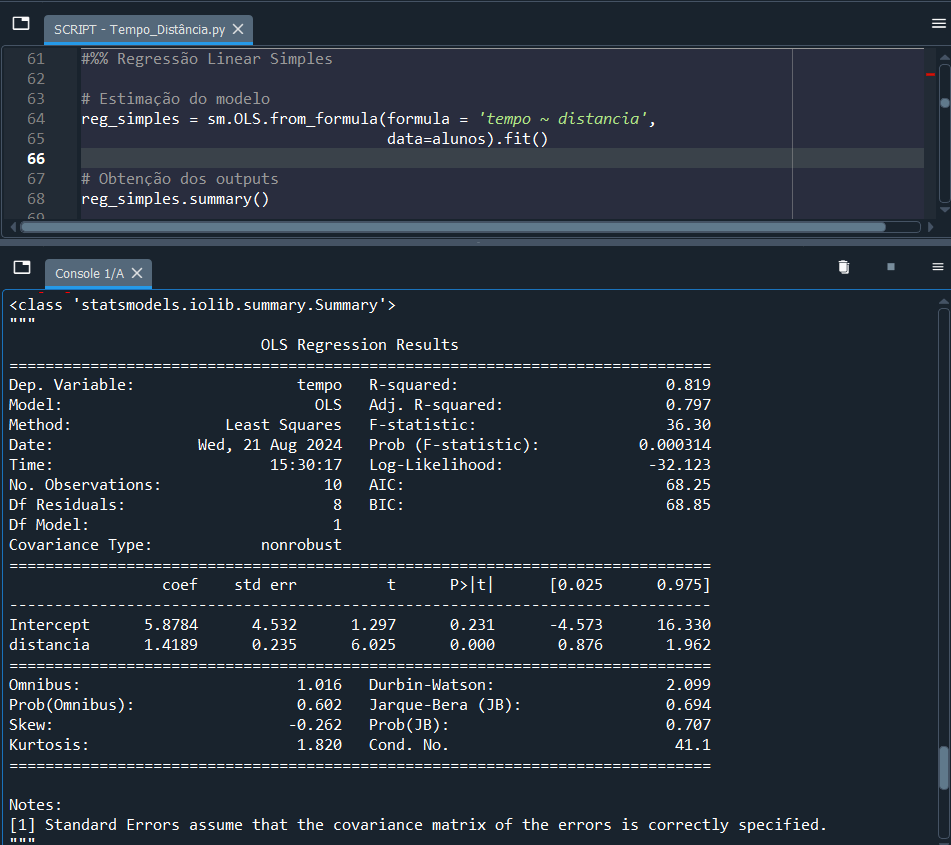 SCRIPT - Tempo_Distância.py
61 #%% Regressão Linear Simples
62
63 # Estimação do modelo
64 reg_simples = sm.OLS.from_formula(formula = 'tempo ~ distancia',
65 data=alunos).fit()
66
67 # Obtenção dos outputs
68 reg_simples.summary()
69
Console 1/A
<class 'statsmodels.iolib.summary.Summary'>
"""
OLS Regression Results
==============================================================================
Dep. Variable: tempo R-squared: 0.819
Model: OLS Adj. R-squared: 0.797
Method: Least Squares F-statistic: 36.30
Date: Wed, 21 Aug 2024 Prob (F-statistic): 0.000314
Time: 15:30:17 Log-Likelihood: -32.123
No. Observations: 10 AIC: 68.25
Df Residuals: 8 BIC: 68.85
Df Model: 1
Covariance Type: nonrobust
==============================================================================
coef std err t P>|t| [0.025 0.975]
------------------------------------------------------------------------------
Intercept 5.8784 4.532 1.297 0.231 -4.573 16.330
distancia 1.4189 0.235 6.025 0.000 0.876 1.962
==============================================================================
Omnibus: 1.016 Durbin-Watson: 2.099
Prob(Omnibus): 0.602 Jarque-Bera (JB): 0.694
Skew: -0.262 Prob(JB): 0.707
Kurtosis: 1.820 Cond. No. 41.1
==============================================================================
Notes:
[1] Standard Errors assume that the covariance matrix of the errors is correctly specified.
"""